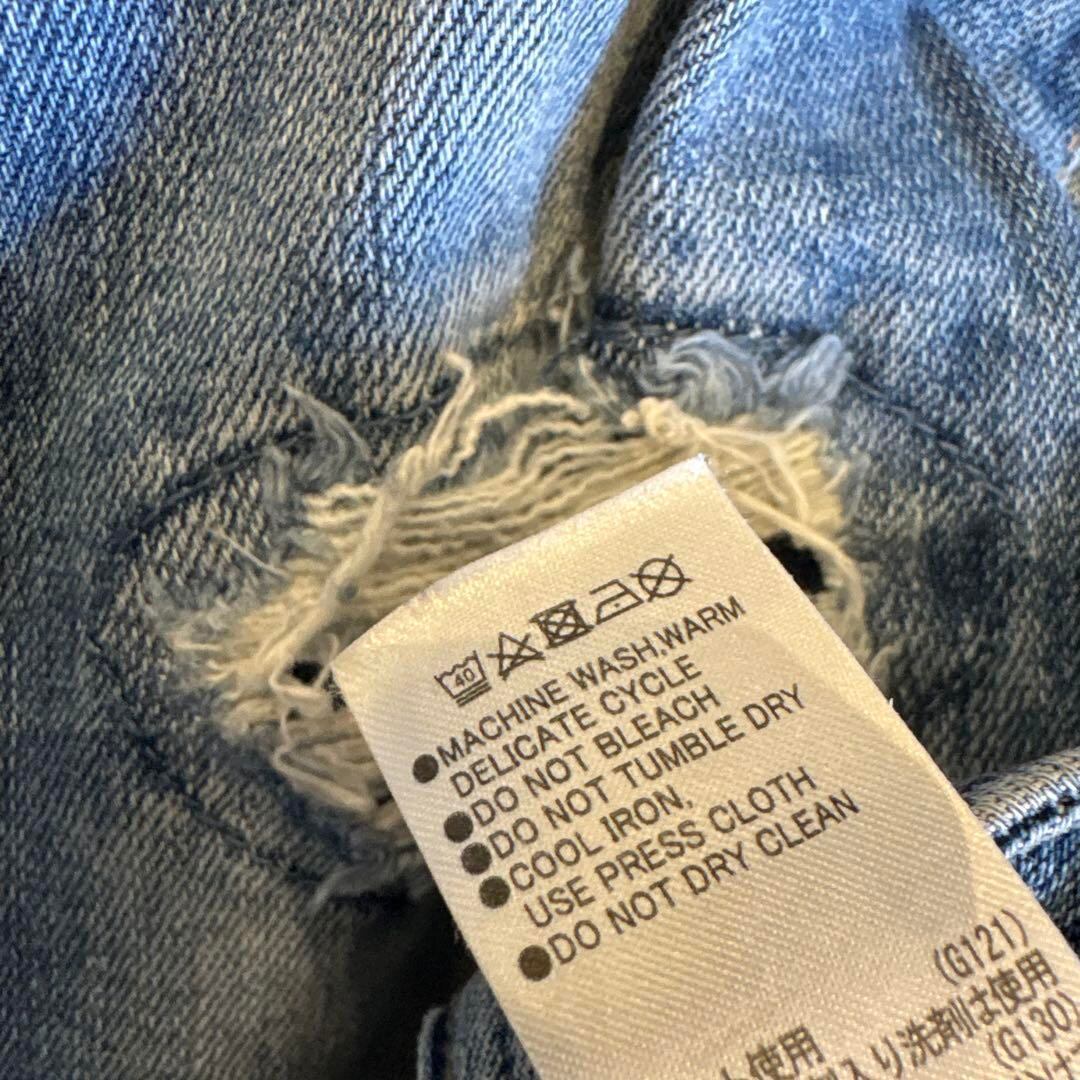 40
●MACHINE WASH,WARM
DELICATE CYCLE
●DO NOT BLEACH
●DO NOT TUMBLE DRY
●COOL IRON,
USE PRESS CLOTH
●DO NOT DRY CLEAN
(G121)
使用
入り洗剤は使用
(G130)